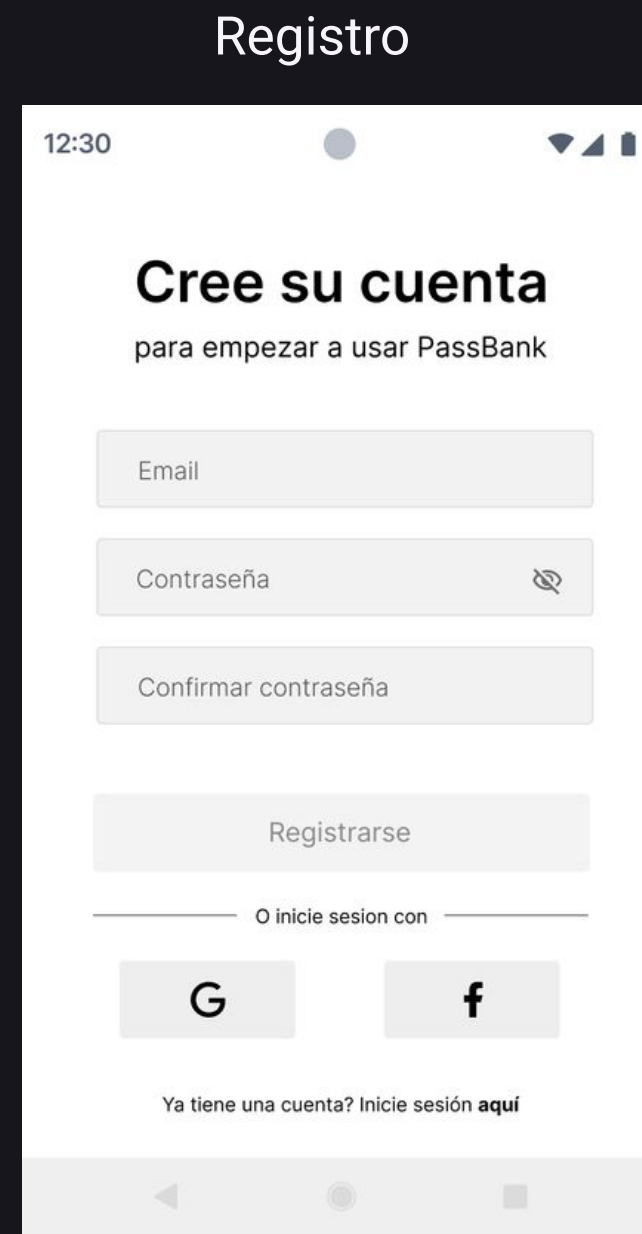 Registro
12:30
Cree su cuenta
para empezar a usar PassBank
Email
Contraseña
Confirmar contraseña
Registrarse
O inicie sesion con
G f
Ya tiene una cuenta? Inicie sesión aquí